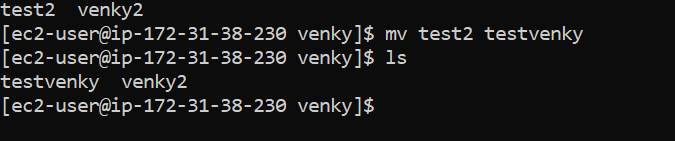 test2  venky2
[ec2-user@ip-172-31-38-230 venky]$ mv test2 testvenky
[ec2-user@ip-172-31-38-230 venky]$ ls
testvenky  venky2
[ec2-user@ip-172-31-38-230 venky]$